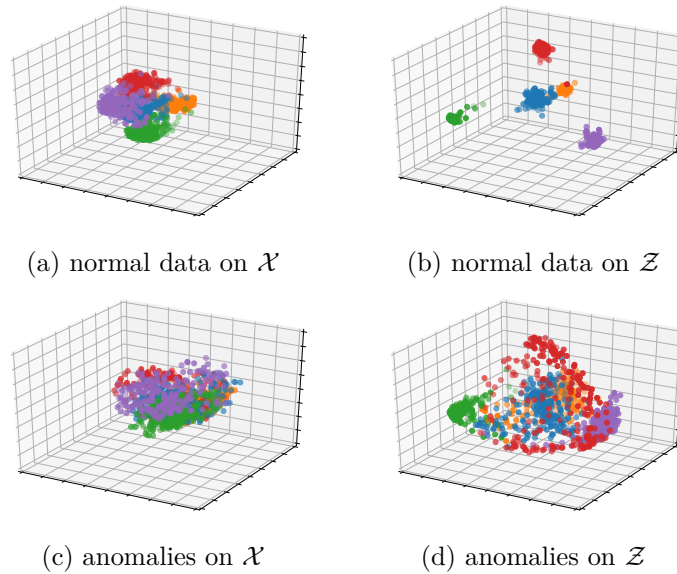 (a) normal data on 𝒳
(b) normal data on 𝒵
(c) anomalies on 𝒳
(d) anomalies on 𝒵